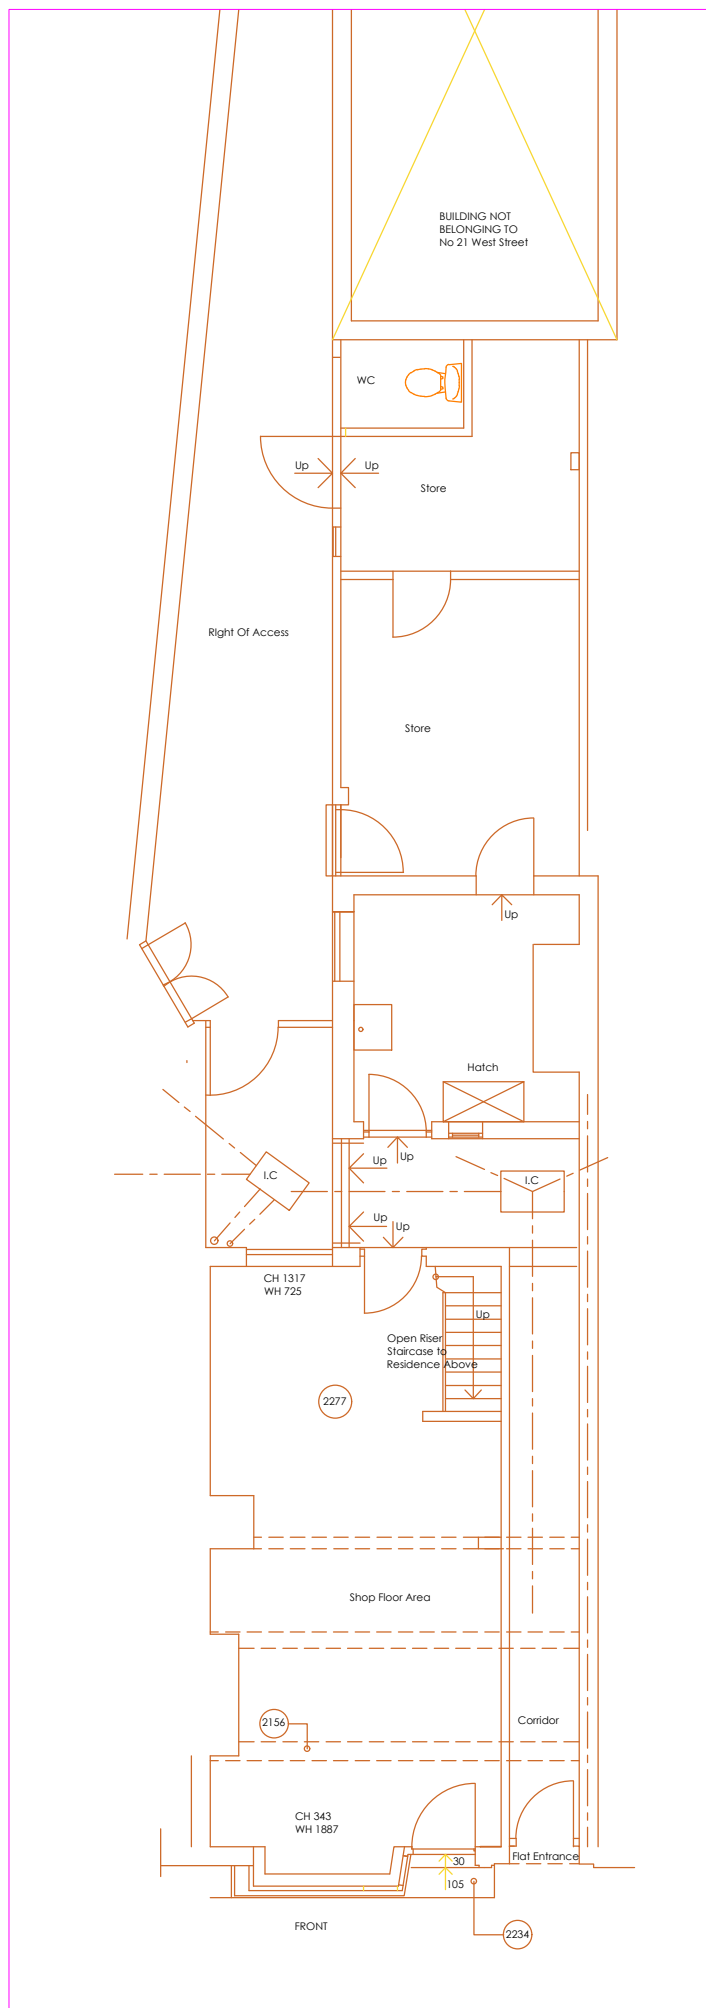 BUILDING NOT
BELONGING TO
No 21 West Street
WC
Up
Up
Store
Right Of Access
Store
Up
Hatch
Up
Up
I.C
I.C
Up
Up
CH 1317
WH 725
Up
Open Riser
Staircase to
Residence Above
2277
Shop Floor Area
Corridor
2156
CH 343
WH 1887
Flat Entrance
30
105
FRONT
2234